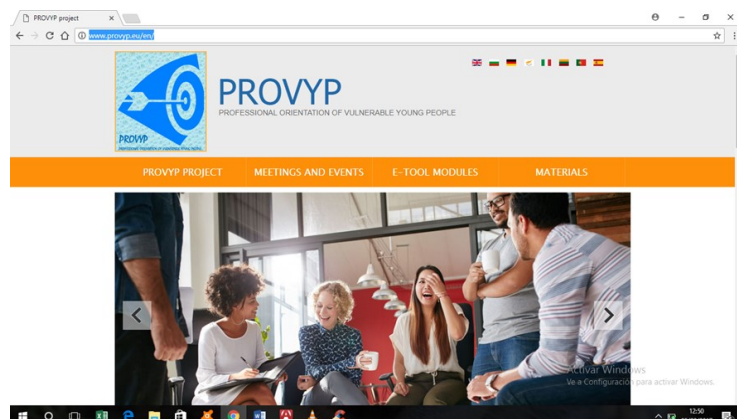 PROVYP project
www.provyp.eu/en/
PROVYP
PROVYP
PROFESSIONAL ORIENTATION OF VULNERABLE YOUNG PEOPLE
PROVYP PROJECT MEETINGS AND EVENTS E-TOOL MODULES MATERIALS
Activar Windows
Ve a Configuración para activar Windows.
12:50